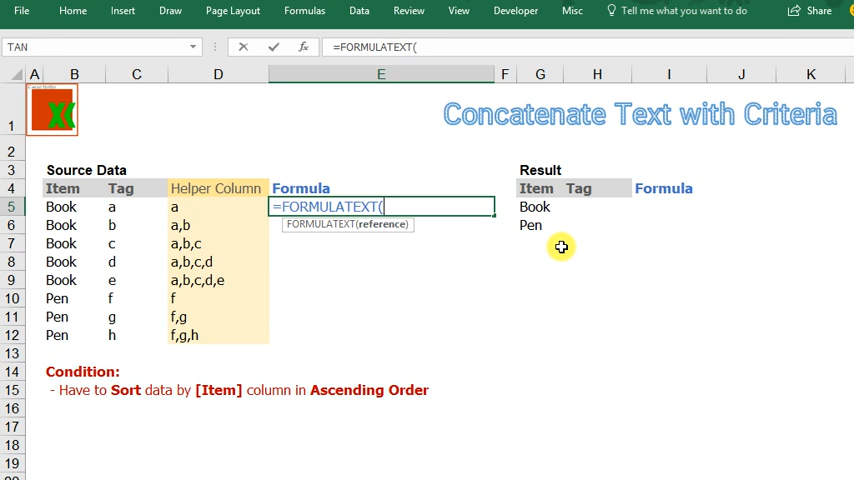 File Home Insert Draw Page Layout Formulas Data Review View Developer Misc Tell me what you want to do Share
TAN fx =FORMULATEXT(
A B C D E F G H I J K
1 X( Concatenate Text with Criteria
2
3 Source Data Result
4 Item Tag Helper Column Formula Item Tag Formula
5 Book a a =FORMULATEXT( Book
6 Book b a,b FORMULATEXT(reference) Pen
7 Book c a,b,c
8 Book d a,b,c,d
9 Book e a,b,c,d,e
10 Pen f f
11 Pen g f,g
12 Pen h f,g,h
13
14 Condition:
15 - Have to Sort data by [Item] column in Ascending Order
16
17
18
19